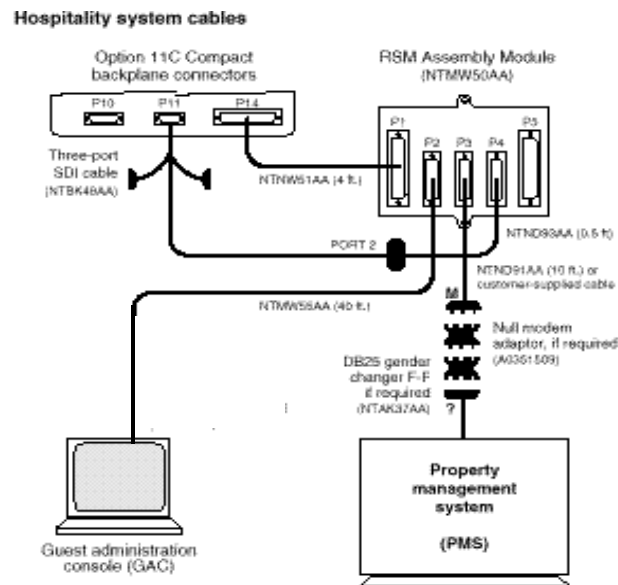 Hospitality system cables
Option 11C Compact
backplane connectors
RSM Assembly Module
(NTMW50AA)
P10
P11
P14
P1
P2
P3
P4
P5
Three-port
SDI cable
(NTBK48AA)
NTNW51AA (4 ft.)
NTND93AA (0.5 ft)
PORT 2
NTND91AA (10 ft.) or
customer-supplied cable
NTMW55AA (40 ft.)
M
Null modem
adaptor, if required
(A0351509)
DB25 gender
changer F-F
if required
(NTAK37AA)
?
Property
management
system
(PMS)
Guest administration
console (GAC)